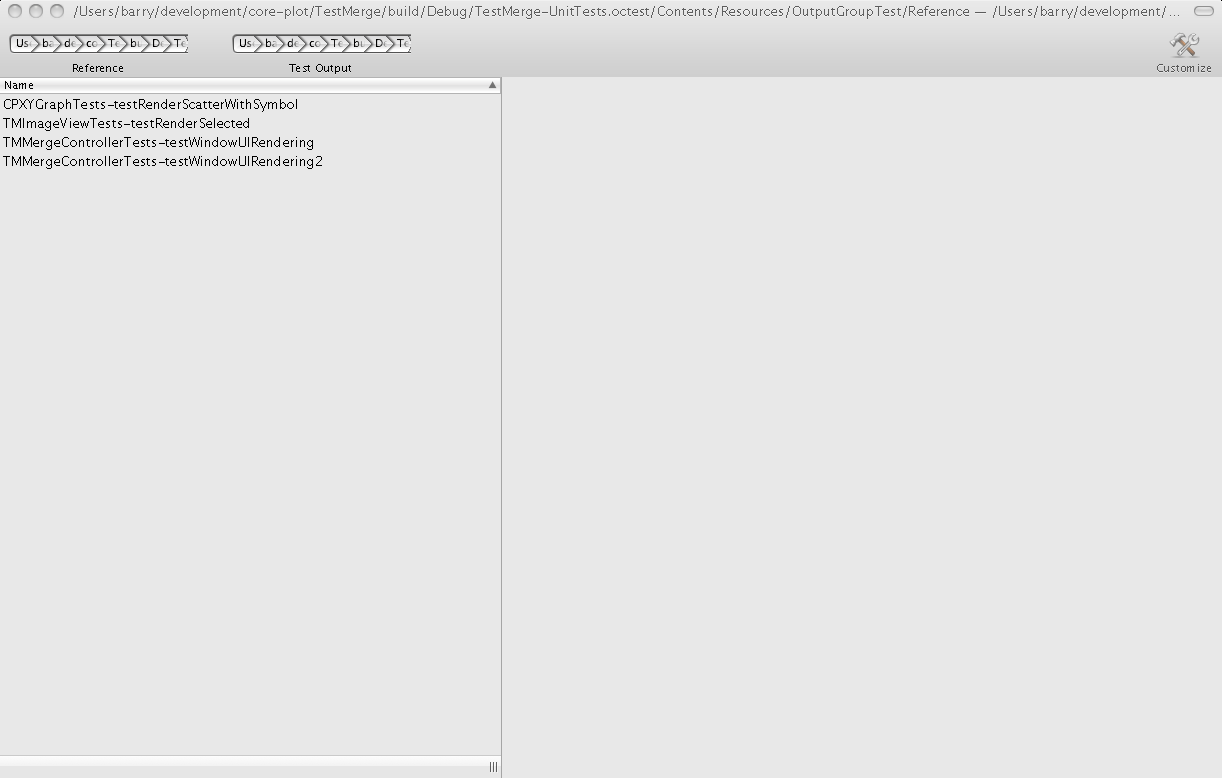 /Users/barry/development/core-plot/TestMerge/build/Debug/TestMerge-UnitTests.octest/Contents/Resources/OutputGroupTest/Reference — /Users/barry/development/...
Us ba de co Te bu De Te Us ba de co Te bu De Te
Reference Test Output Customize
Name
CPXYGraphTests-testRenderScatterWithSymbol
TMImageViewTests-testRenderSelected
TMMergeControllerTests-testWindowUIRendering
TMMergeControllerTests-testWindowUIRendering2